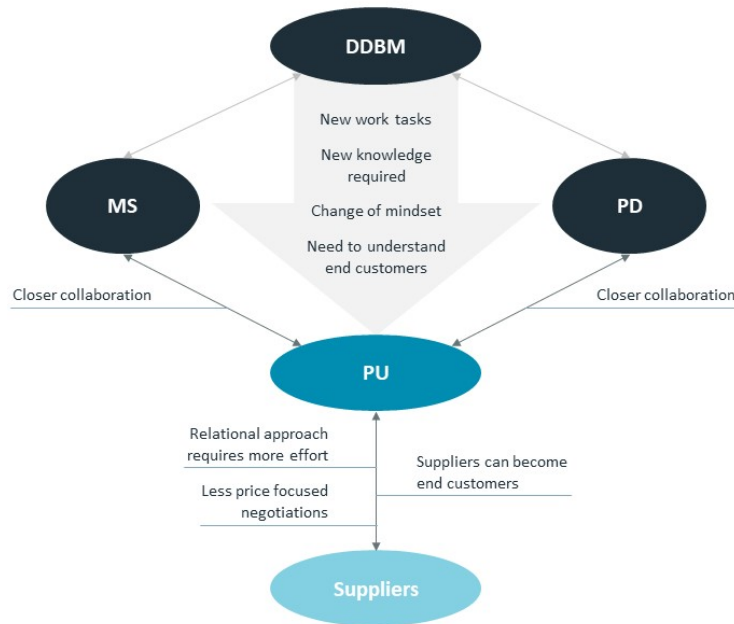 DDBM
New work tasks
New knowledge
required
MS
PD
Change of mindset
Need to understand
end customers
Closer collaboration
Closer collaboration
PU
Relational approach
requires more effort
Suppliers can become
end customers
Less price focused
negotiations
Suppliers